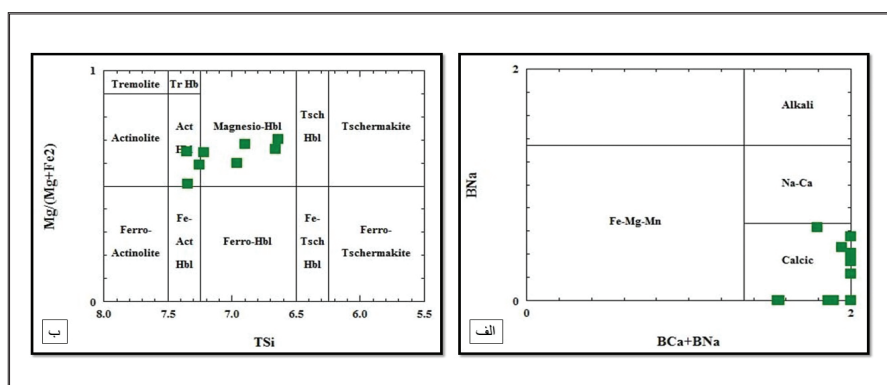 1
Mg/(Mg+Fe2)
0
Tremolite
Tr Hb
Actinolite
Act
Magnesio-Hbl
Tsch
Hbl
Tschermakite
Ferro-
Actinolite
Fe-
Act
Hbl
Ferro-Hbl
Fe-
Tsch
Hbl
Ferro-
Tschermakite
8.0 7.5 7.0 6.5 6.0 5.5
TSi
ب
2
BNa
0
Alkali
Na-Ca
Fe-Mg-Mn
Calcic
0 2
BCa+BNa
الف